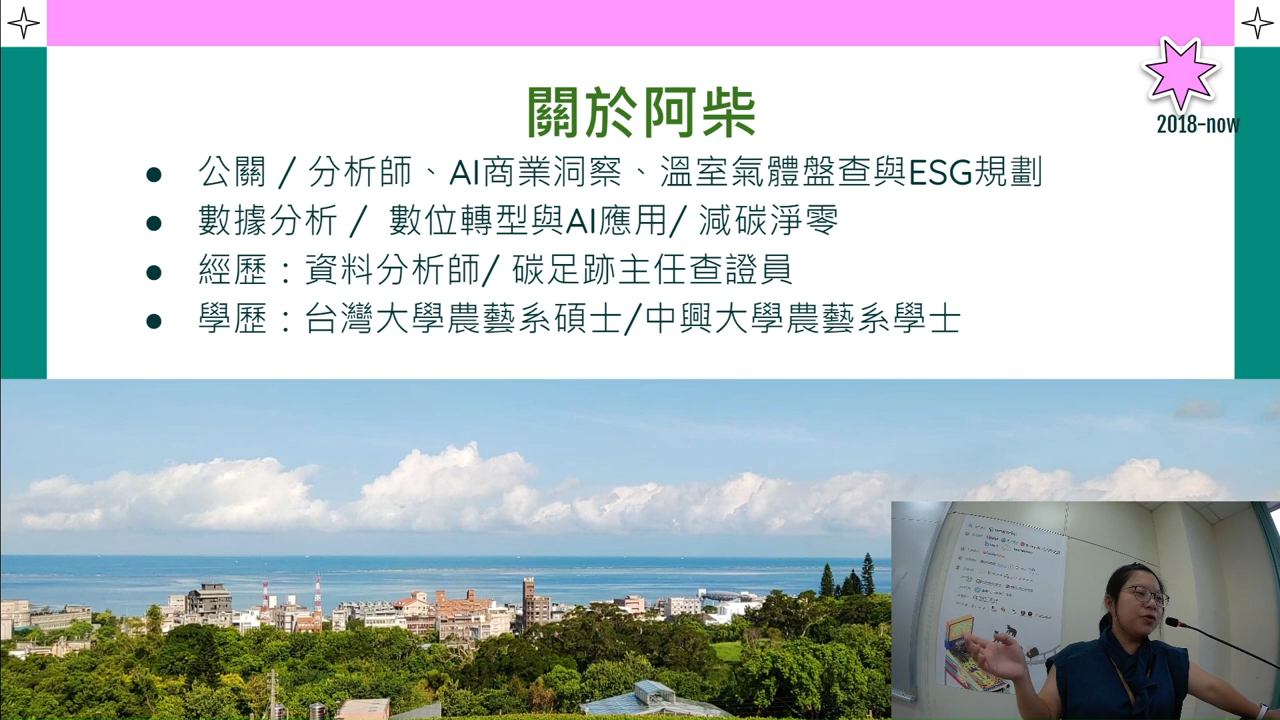 關於阿柴
2018-now
公關 / 分析師、AI商業洞察、溫室氣體盤查與ESG規劃
數據分析 / 數位轉型與AI應用/ 減碳淨零
經歷：資料分析師/ 碳足跡主任查證員
學歷：台灣大學農藝系碩士/中興大學農藝系學士